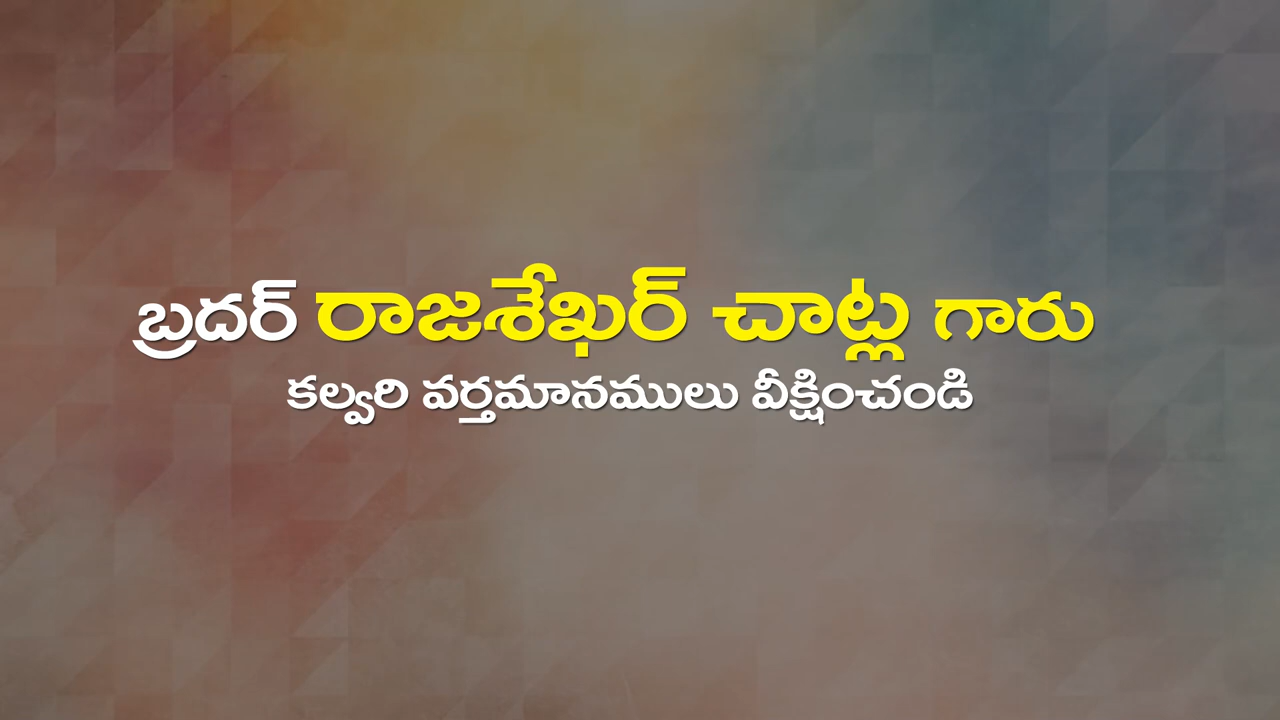 బ్రదర్ రాజశేఖర్ చాట్ల గారు
కల్వరి వర్తమానములు వీక్షించండి